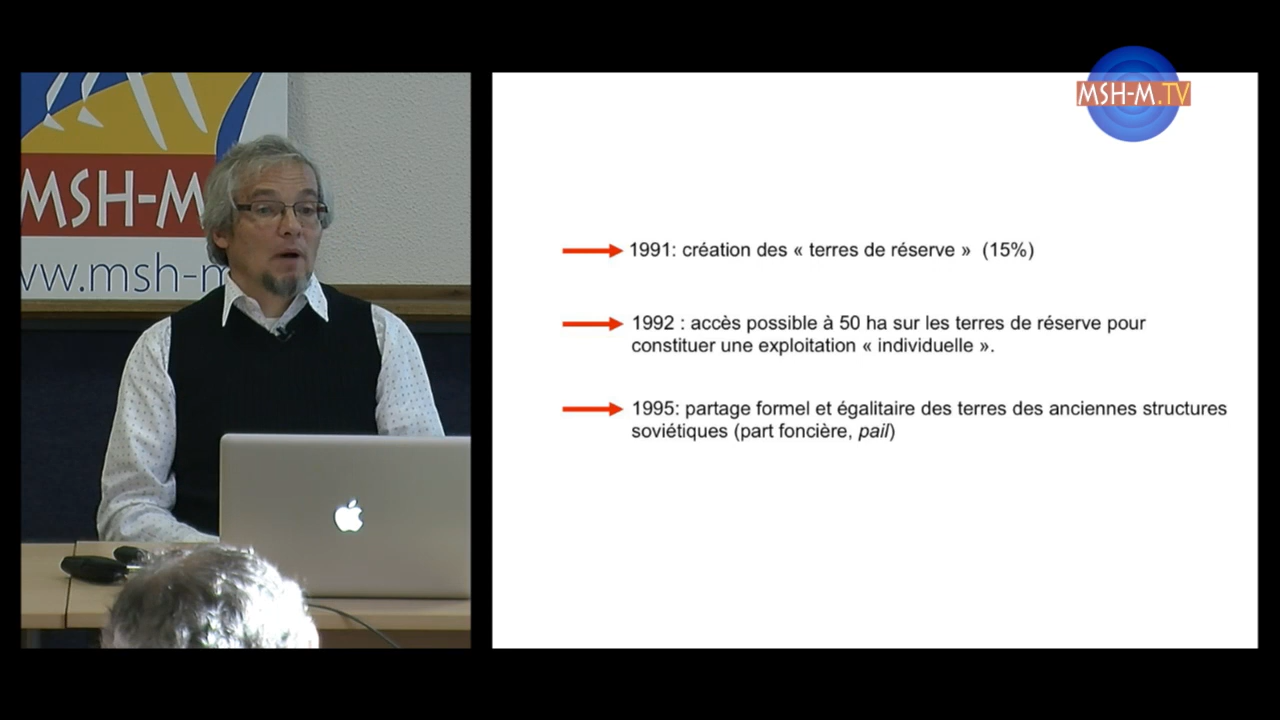 MSH-M.TV
MSH-M
ww.msh-m
1991: création des « terres de réserve »  (15%)
1992 : accès possible à 50 ha sur les terres de réserve pour
constituer une exploitation « individuelle ».
1995: partage formel et égalitaire des terres des anciennes structures
soviétiques (part foncière, pail)